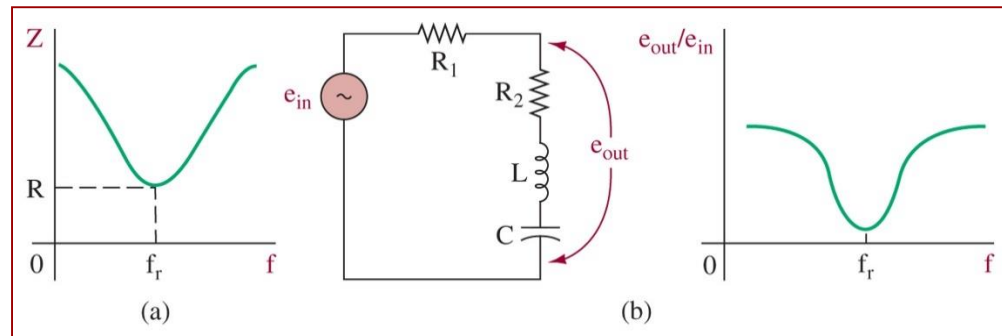 Z
R
0
f_r
f
(a)
e_in
~
R_1
R_2
L
C
e_out
(b)
e_out/e_in
0
f_r
f